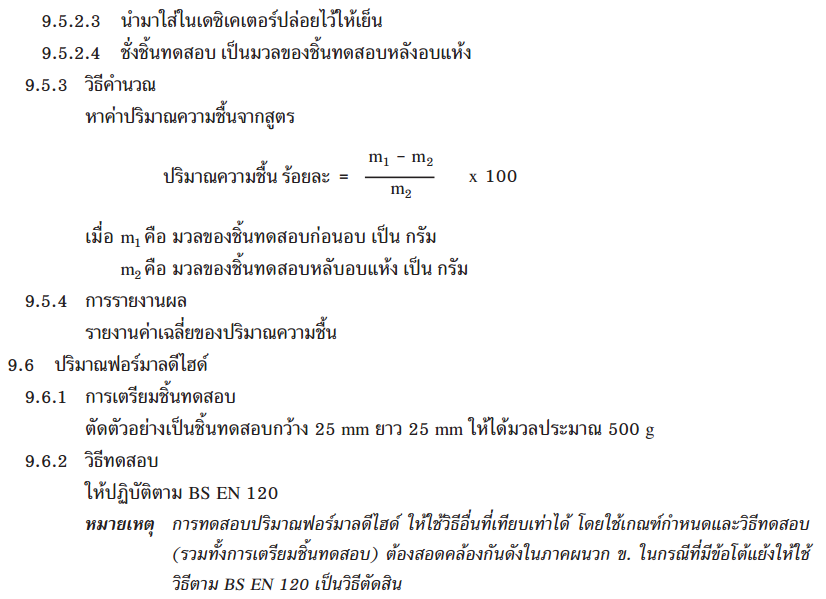 9.5.2.3 นำมาใส่ในเดซิเคเตอร์ปล่อยไว้ให้เย็น
9.5.2.4 ชั่งชิ้นทดสอบ เป็นมวลของชิ้นทดสอบหลังอบแห้ง
9.5.3 วิธีคำนวณ
หาค่าปริมาณความชื้นจากสูตร
m₁ – m₂
ปริมาณความชื้น ร้อยละ = x 100
m₂
เมื่อ m₁ คือ มวลของชิ้นทดสอบก่อนอบ เป็น กรัม
m₂ คือ มวลของชิ้นทดสอบหลับอบแห้ง เป็น กรัม
9.5.4 การรายงานผล
รายงานค่าเฉลี่ยของปริมาณความชื้น
9.6 ปริมาณฟอร์มาลดีไฮด์
9.6.1 การเตรียมชิ้นทดสอบ
ตัดตัวอย่างเป็นชิ้นทดสอบกว้าง 25 mm ยาว 25 mm ให้ได้มวลประมาณ 500 g
9.6.2 วิธีทดสอบ
ให้ปฏิบัติตาม BS EN 120
หมายเหตุ การทดสอบปริมาณฟอร์มาลดีไฮด์ ให้ใช้วิธีอื่นที่เทียบเท่าได้ โดยใช้เกณฑ์กำหนดและวิธีทดสอบ
(รวมทั้งการเตรียมชิ้นทดสอบ) ต้องสอดคล้องกันดังในภาคผนวก ข. ในกรณีที่มีข้อโต้แย้งให้ใช้
วิธีตาม BS EN 120 เป็นวิธีตัดสิน